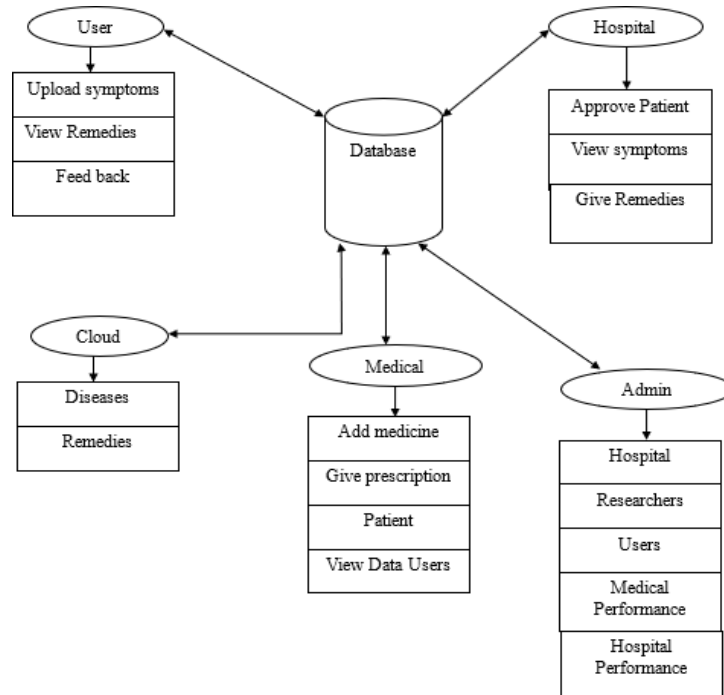 User
Upload symptoms
View Remedies
Feed back
Hospital
Approve Patient
View symptoms
Give Remedies
Database
Cloud
Diseases
Remedies
Medical
Add medicine
Give prescription
Patient
View Data Users
Admin
Hospital
Researchers
Users
Medical
Performance
Hospital
Performance